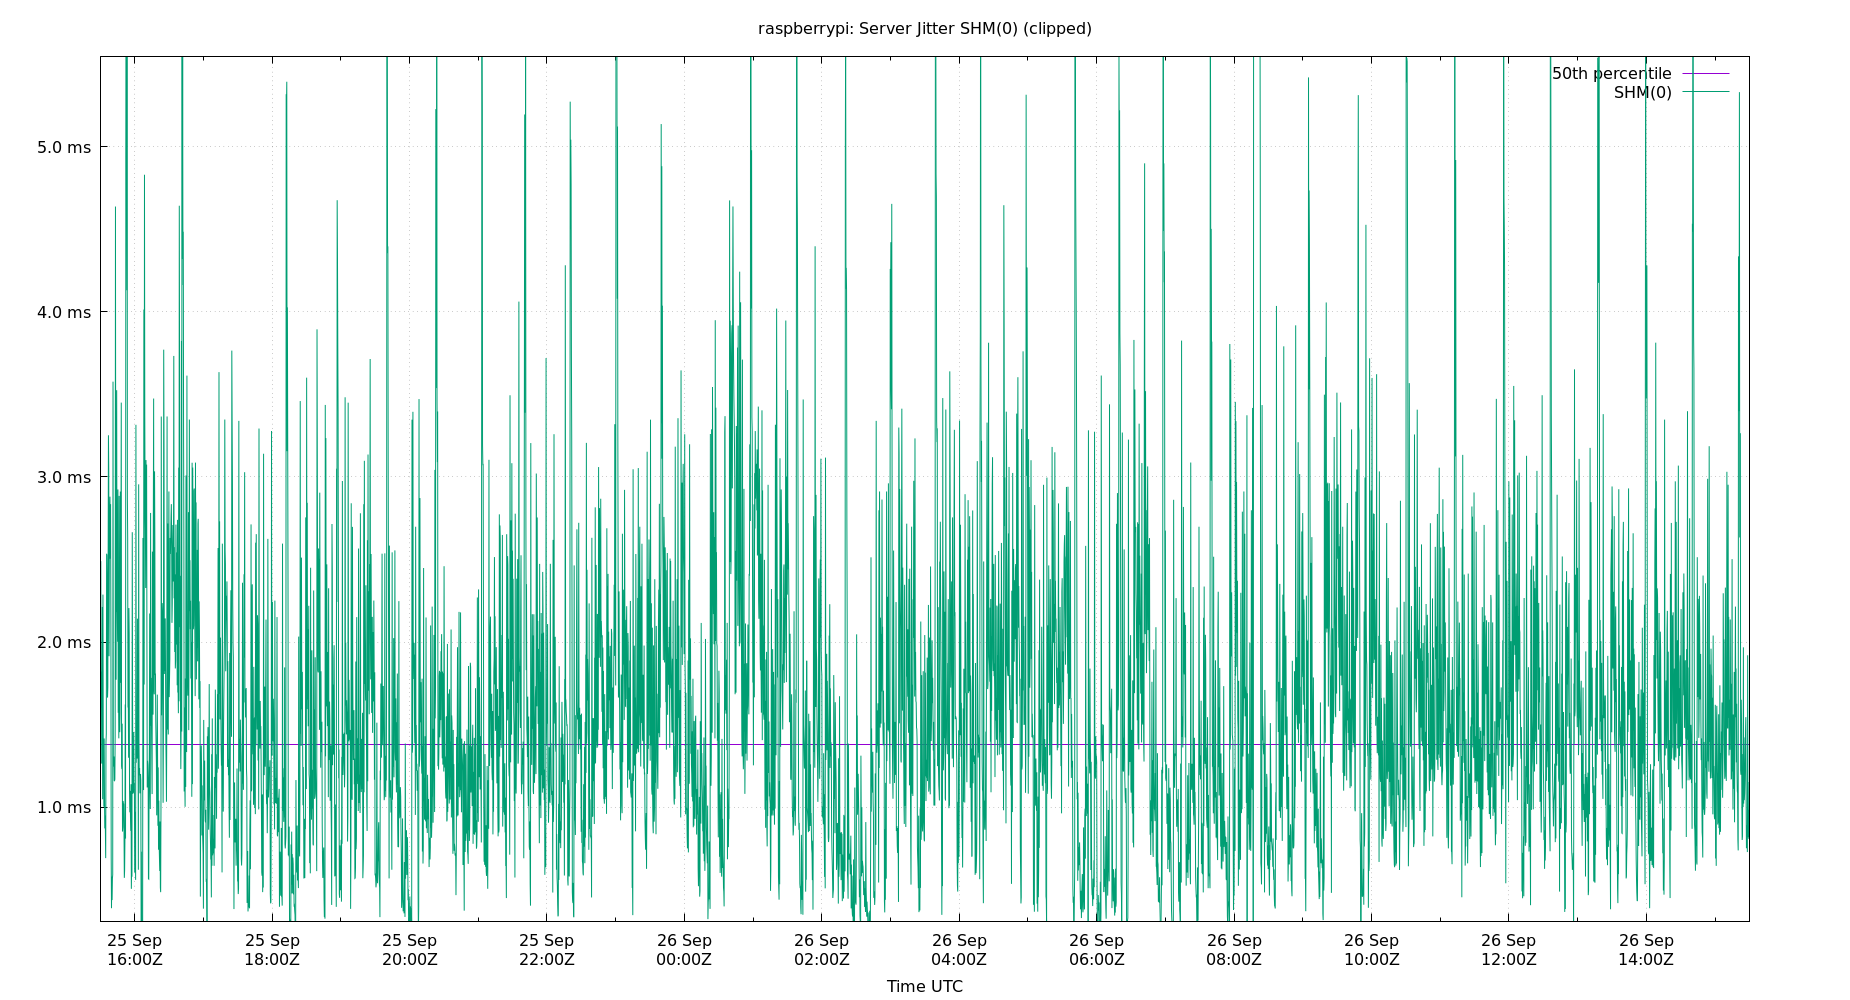 raspberrypi: Server Jitter SHM(0) (clipped)
50th percentile
SHM(0)
5.0 ms
4.0 ms
3.0 ms
2.0 ms
1.0 ms
25 Sep 25 Sep 25 Sep 25 Sep 26 Sep 26 Sep 26 Sep 26 Sep 26 Sep 26 Sep 26 Sep 26 Sep
16:00Z 18:00Z 20:00Z 22:00Z 00:00Z 02:00Z 04:00Z 06:00Z 08:00Z 10:00Z 12:00Z 14:00Z
Time UTC